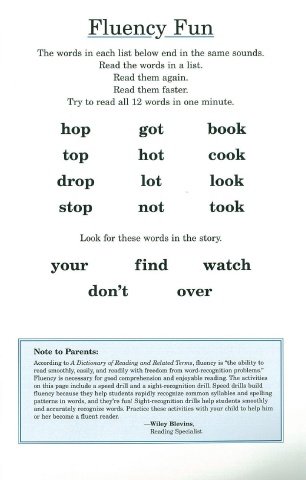 Fluency Fun
The words in each list below end in the same sounds.
Read the words in a list.
Read them again.
Read them faster.
Try to read all 12 words in one minute.
hop got book
top hot cook
drop lot look
stop not took
Look for these words in the story.
your find watch
don't over
Note to Parents:
According to A Dictionary of Reading and Related Terms, fluency is "the ability to
read smoothly, easily, and readily with freedom from word-recognition problems."
Fluency is necessary for good comprehension and enjoyable reading. The activities
on this page include a speed drill and a sight-recognition drill. Speed drills build
fluency because they help students rapidly recognize common syllables and spelling
patterns in words, and they're fun! Sight-recognition drills help students smoothly
and accurately recognize words. Practice these activities with your child to help him
or her become a fluent reader.
—Wiley Blevins,
Reading Specialist